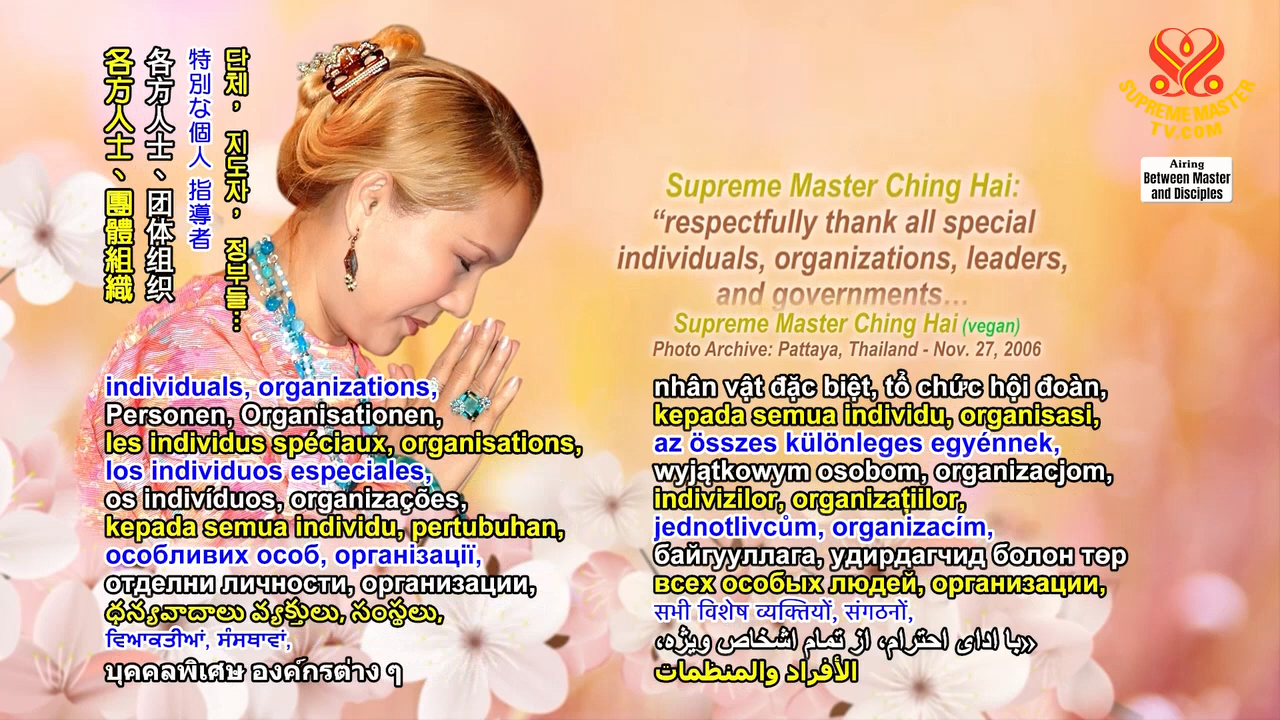 各方人士、團體組織
各方人士、团体组织
特別な個人 指導者
단체, 지도자, 정부들...
SUPREME MASTER
TV.COM
Airing
Between Master
and Disciples
Supreme Master Ching Hai:
“respectfully thank all special
individuals, organizations, leaders,
and governments…
Supreme Master Ching Hai (vegan)
Photo Archive: Pattaya, Thailand - Nov. 27, 2006
individuals, organizations,
Personen, Organisationen,
les individus spéciaux, organisations,
los individuos especiales,
os indivíduos, organizações,
kepada semua individu, pertubuhan,
особливих осіб, організації,
отделни личности, организации,
ధన్యవాదాలు వ్యక్తులు, సంస్థలు,
ਵਿਆਕਤੀਆਂ, ਸੰਸਥਾਵਾਂ,
บุคคลพิเศษ องค์กรต่าง ๆ
nhân vật đặc biệt, tổ chức hội đoàn,
kepada semua individu, organisasi,
az összes különleges egyénnek,
wyjątkowym osobom, organizacjom,
indivizilor, organizațiilor,
jednotlivcům, organizacím,
байгууллага, удирдагчид болон төр
всех особых людей, организации,
सभी विशेष व्यक्तियों, संगठनों,
«با ادای احترام، از تمام اشخاص ویژه،
الأفراد والمنظمات